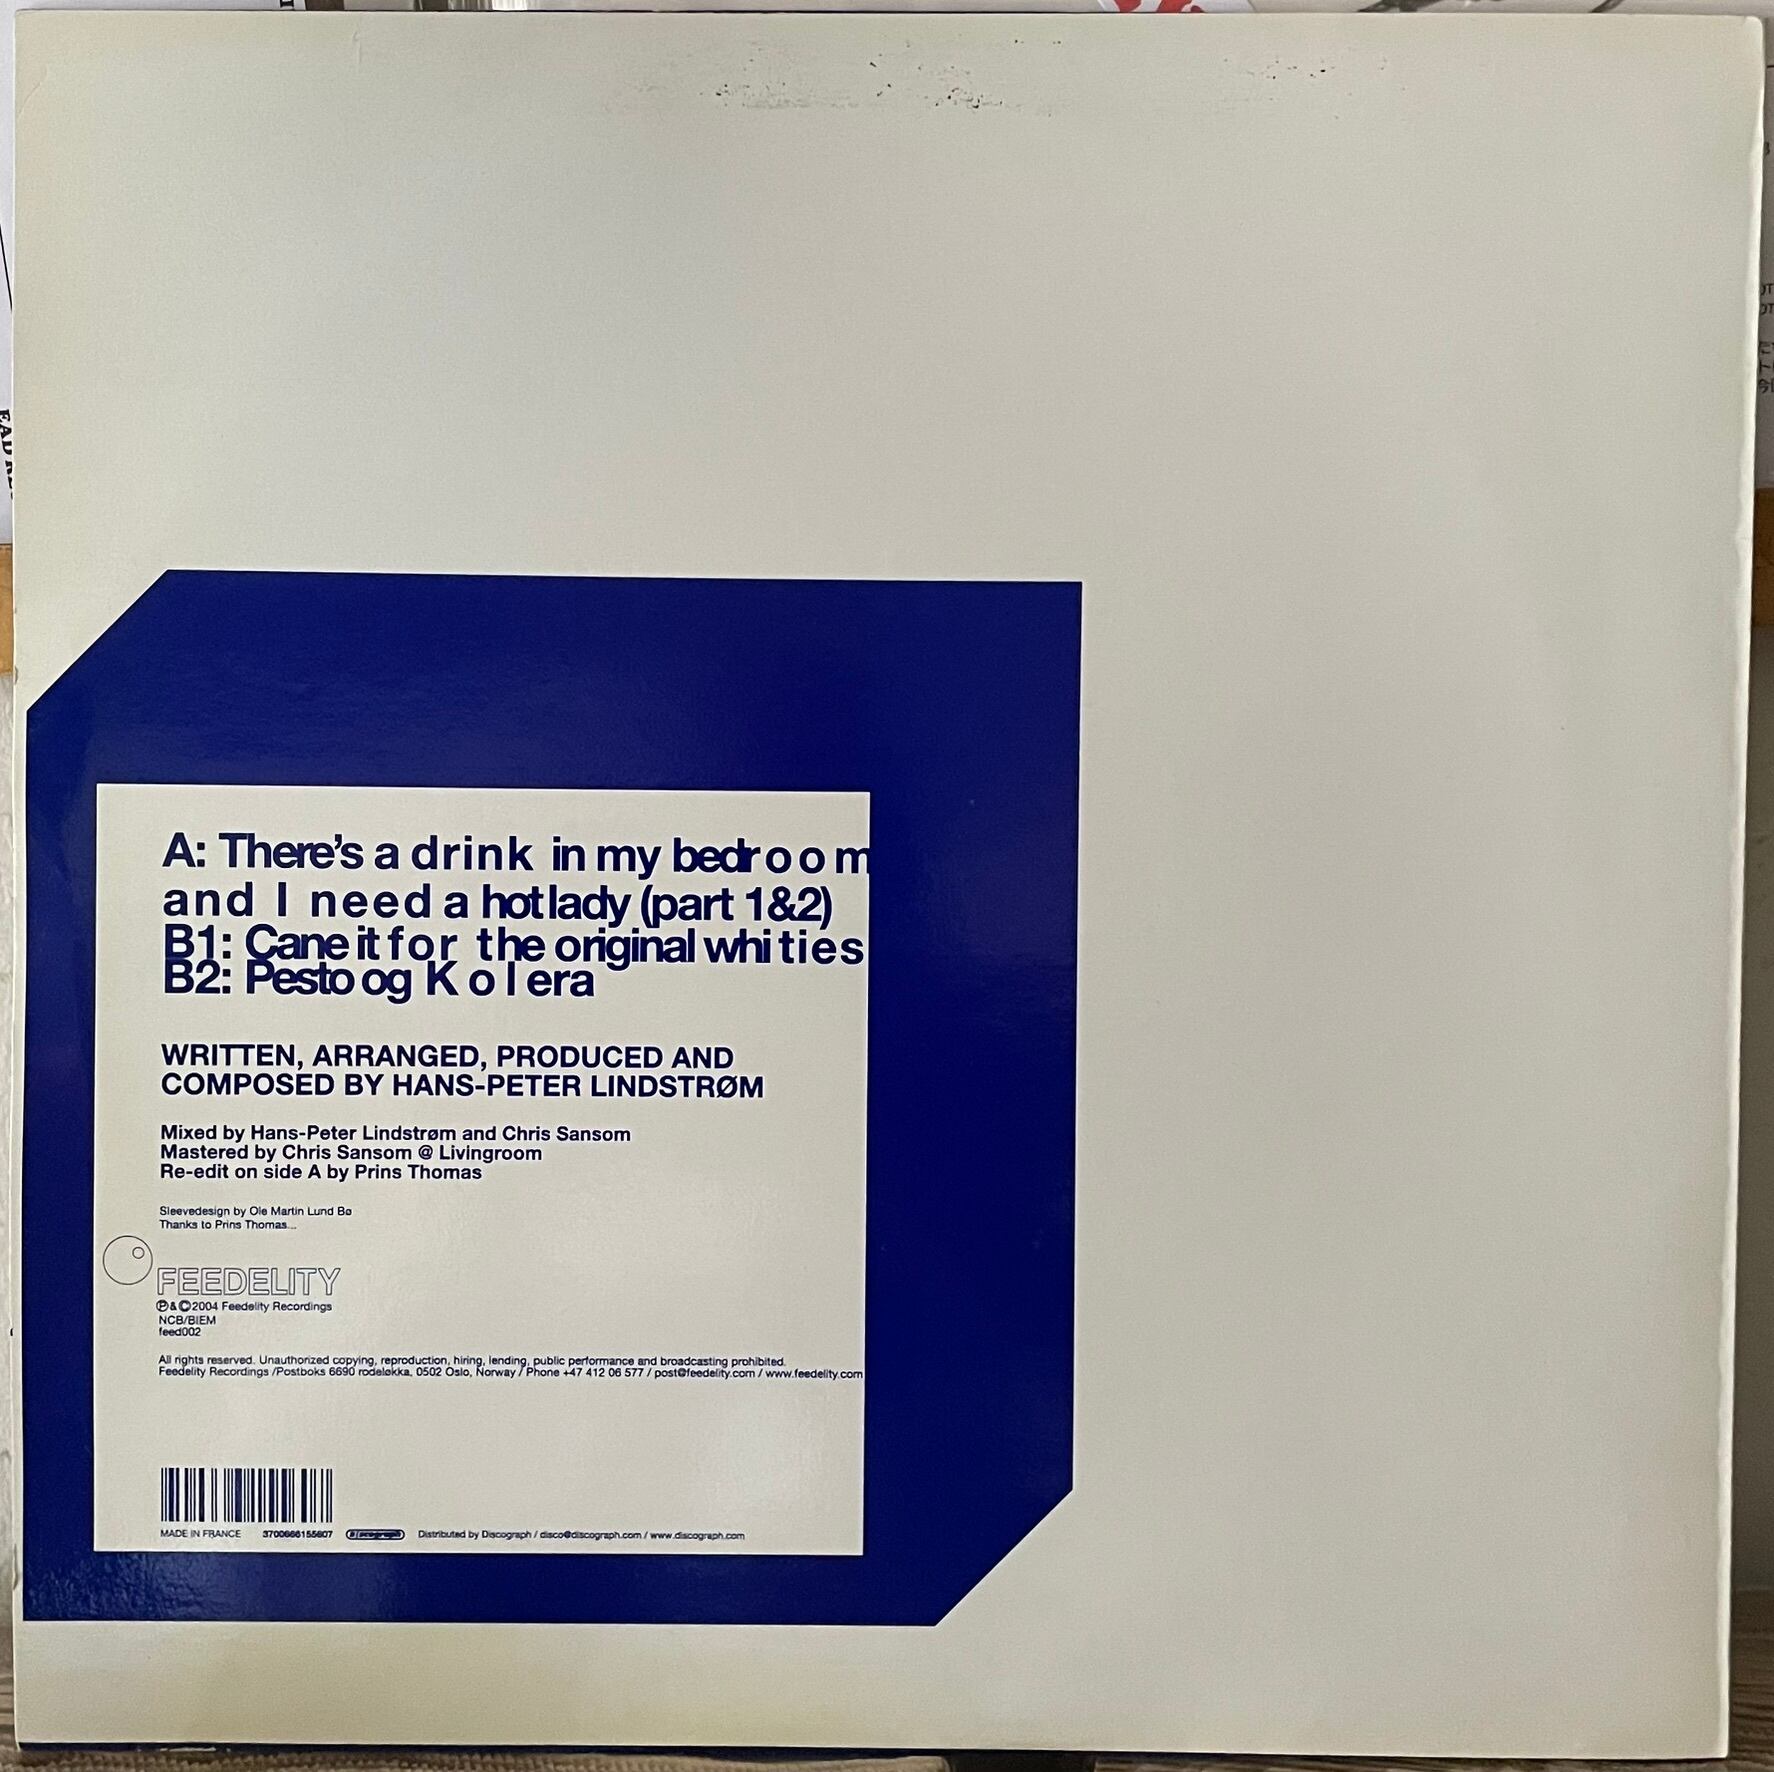 A: There's a drink in my bedroom
and I need a hot lady (part 1&2)
B1: Cane it for the original whities
B2: Pesto og Kolera
WRITTEN, ARRANGED, PRODUCED AND
COMPOSED BY HANS-PETER LINDSTRØM
Mixed by Hans-Peter Lindstrøm and Chris Sansom
Mastered by Chris Sansom @ Livingroom
Re-edit on side A by Prins Thomas
Sleevedesign by Ole Martin Lund Bø
Thanks to Prins Thomas...
FEEDELITY
℗&©2004 Feedelity Recordings
NCB/BIEM
feed002
All rights reserved. Unauthorized copying, reproduction, hiring, lending, public performance and broadcasting prohibited.
Feedelity Recordings /Postboks 6690 rodeløkka, 0502 Oslo, Norway / Phone +47 412 06 577 / post@feedelity.com / www.feedelity.com
MADE IN FRANCE 3700666155607 Discograph Distributed by Discograph / disco@discograph.com / www.discograph.com